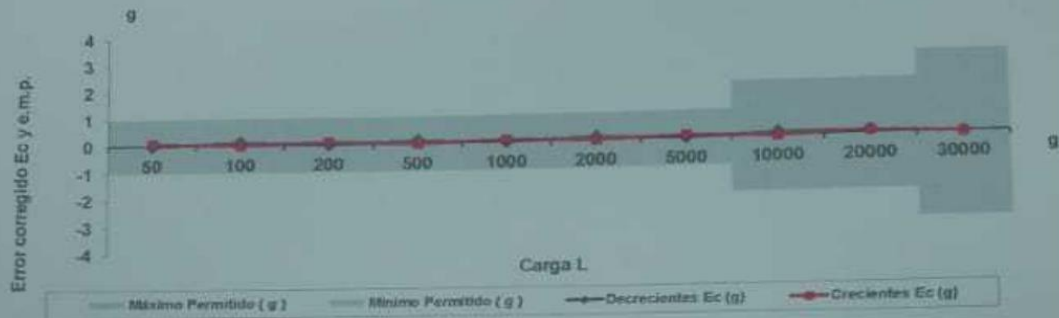 g
Error corregido Ec y e.m.p.
4
3
2
1
0
-1
-2
-3
-4
50 100 200 500 1000 2000 5000 10000 20000 30000
g
Carga L
Máximo Permitido ( g ) Mínimo Permitido ( g ) Decrecientes Ec (g) Crecientes Ec (g)